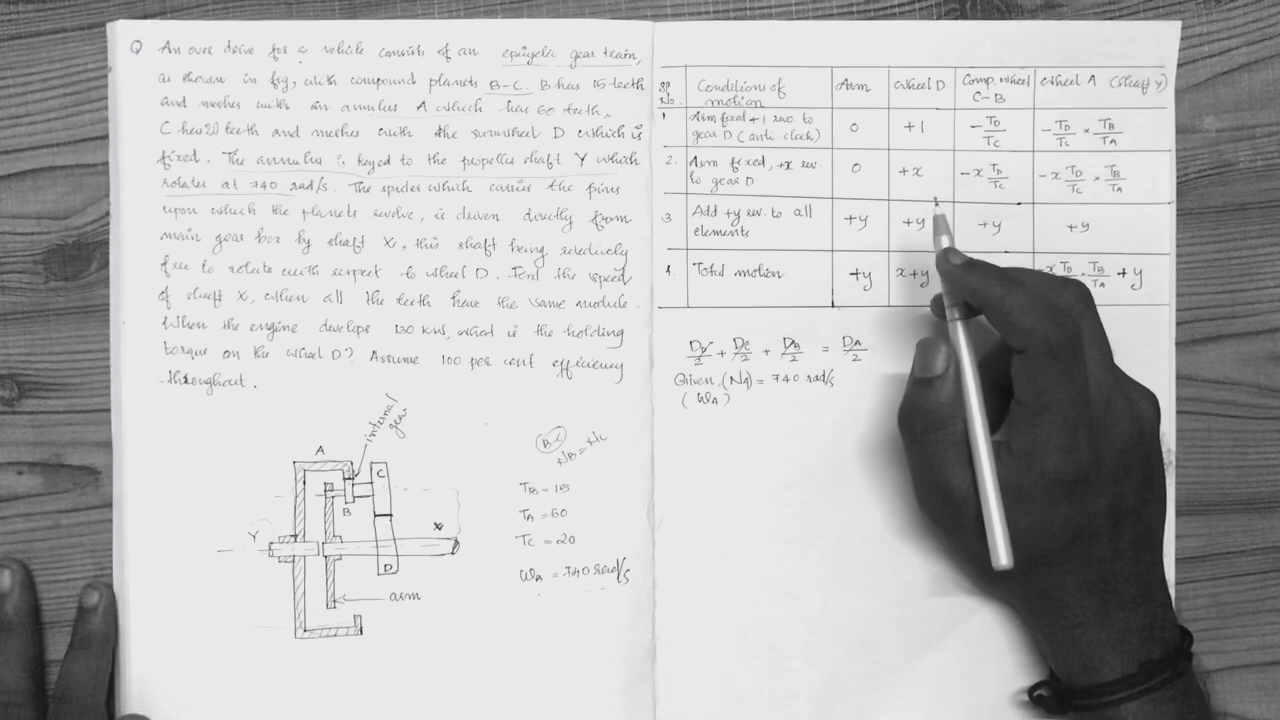 Q An over drive for a vehicle consists of an epicyclic gear train,
as shown in fig, with compound planets B-C. B has 15 teeth
and meshes with an annulus A which has 60 teeth.
C has 20 teeth and meshes with the sunwheel D which is
fixed. The annulus is keyed to the propeller shaft Y which
rotates at 740 rad/s. The spider which carries the pins
upon which the planets revolve, is driven directly from
main gear box by shaft X, this shaft being relatively
free to rotate with respect to wheel D. Find the speed
of shaft X, when all the teeth have the same module.
When the engine develops 130 kW, what is the holding
torque on the wheel D? Assume 100 per cent efficiency
throughout.
A
internal
gear
C
B
Y
X
D
arm
B-C
NB = NC
TB = 15
TA = 60
TC = 20
ωA = 740 rad/s
Sr No. Conditions of motion Arm Wheel D Comp. wheel C-B Wheel A (Shaft Y)
1 Arm fixed +1 rev to gear D (anti clock) 0 +1 -TD/TC -TD/TC × TB/TA
2. Arm fixed, +x rev. to gear D 0 +x -x TD/TC -x TD/TC × TB/TA
3 Add +y rev. to all elements +y +y +y +y
4. Total motion +y x+y -x TD/TC × TB/TA + y
DD/2 + DC/2 + DB/2 = DA/2
Given, (NA) = 740 rad/s
(ωA)